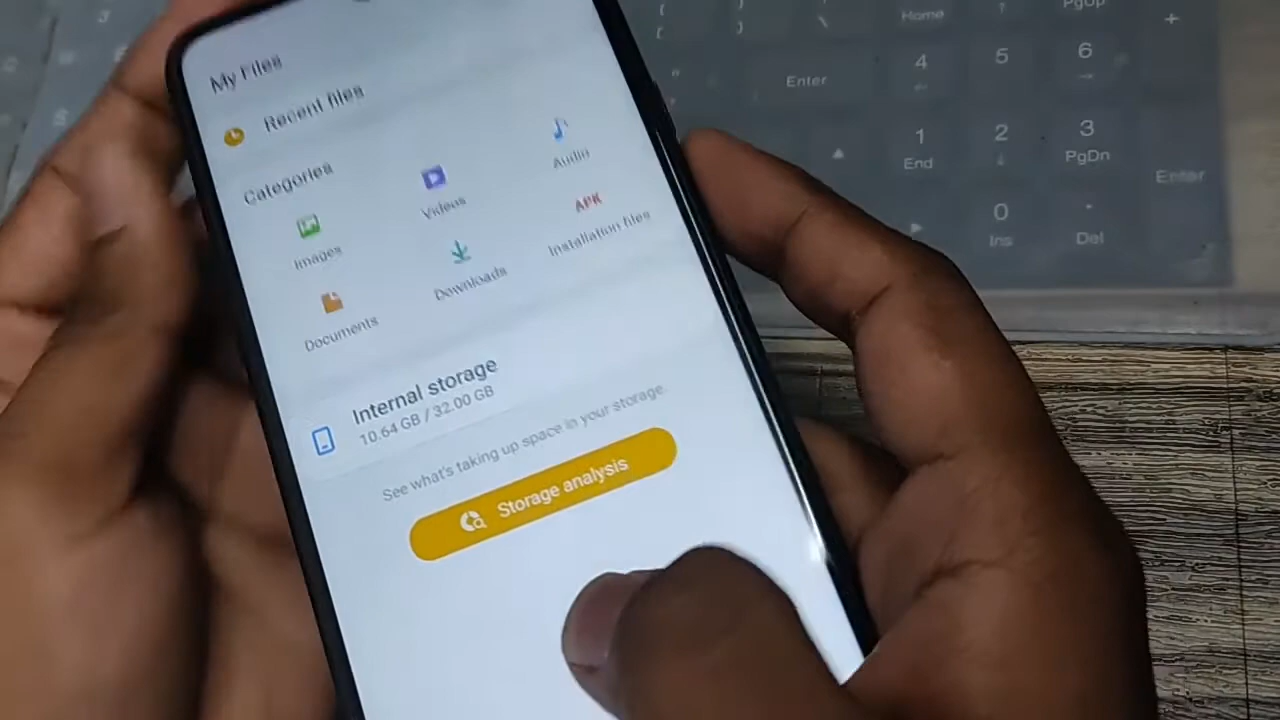 My Files
Recent files
Categories
Images
Videos
Audio
Documents
Downloads
APK
Installation files
Internal storage
10.64 GB / 32.00 GB
See what's taking up space in your storage.
Storage analysis
Home
PgUp
+
4
5
6
Enter
1
End
2
3
PgDn
Enter
0
Ins
.
Del